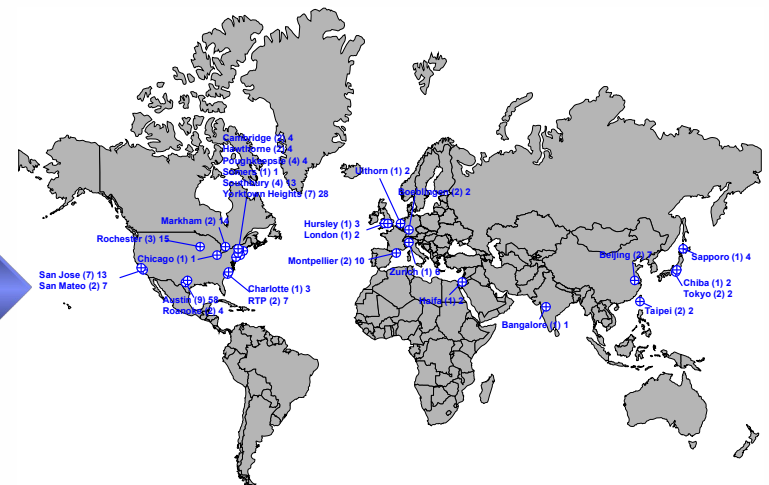 Cambridge (2) 4
Hawthorne (2) 4
Poughkeepsie (4) 4
Somers (1) 1
Southbury (4) 13
Yorktown Heights (7) 28
Uithorn (1) 2
Boeblingen (2) 2
Markham (2) 14
Hursley (1) 3
London (1) 2
Rochester (3) 15
Chicago (1) 1
Montpellier (2) 10
Zurich (1) 6
Beijing (2) 7
Sapporo (1) 4
San Jose (7) 13
San Mateo (2) 7
Charlotte (1) 3
RTP (2) 7
Chiba (1) 2
Tokyo (2) 2
Austin (9) 58
Roanoke (2) 4
Haifa (1) 2
Taipei (2) 2
Bangalore (1) 1